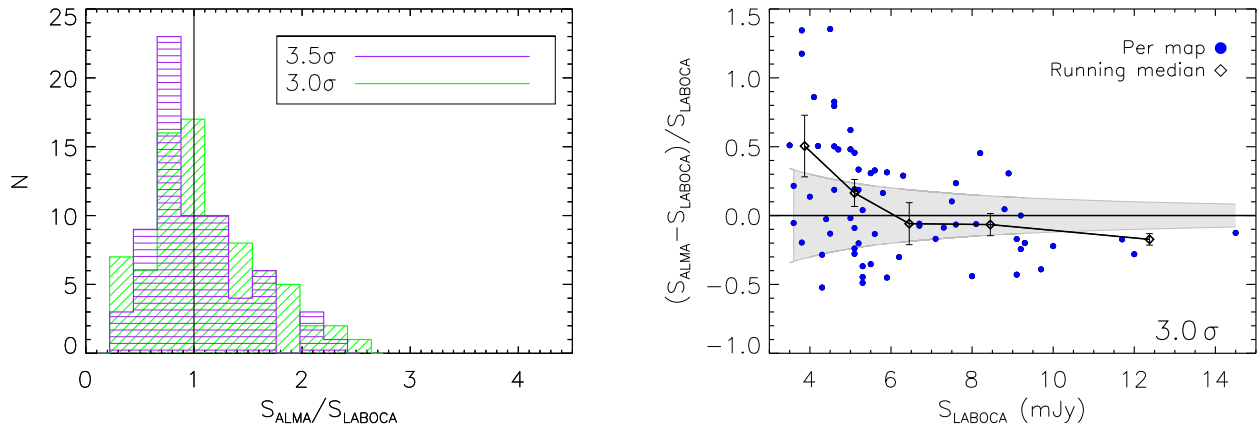 25
20
15
10
5
0
N
3.5σ
3.0σ
0 1 2 3 4
S_ALMA/S_LABOCA
1.5
1.0
0.5
0.0
−0.5
−1.0
(S_ALMA−S_LABOCA)/S_LABOCA
Per map
Running median
3.0 σ
4 6 8 10 12 14
S_LABOCA (mJy)